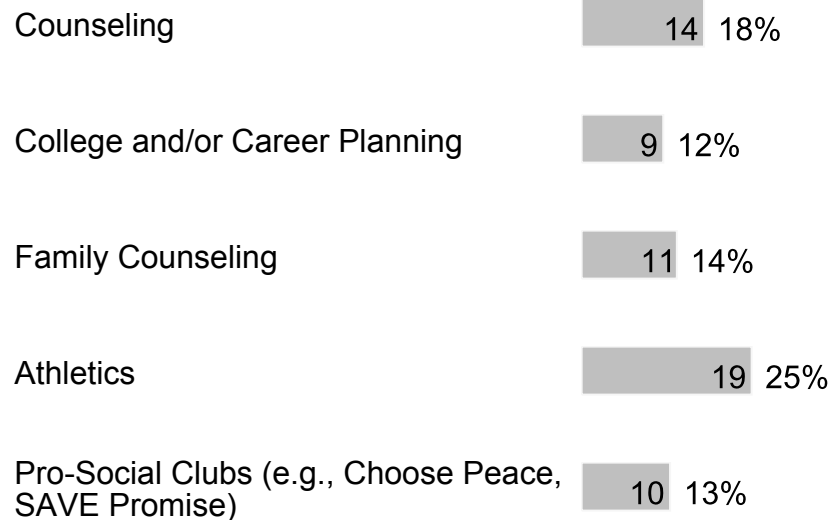 Counseling 14 18%
College and/or Career Planning 9 12%
Family Counseling 11 14%
Athletics 19 25%
Pro-Social Clubs (e.g., Choose Peace,
SAVE Promise) 10 13%